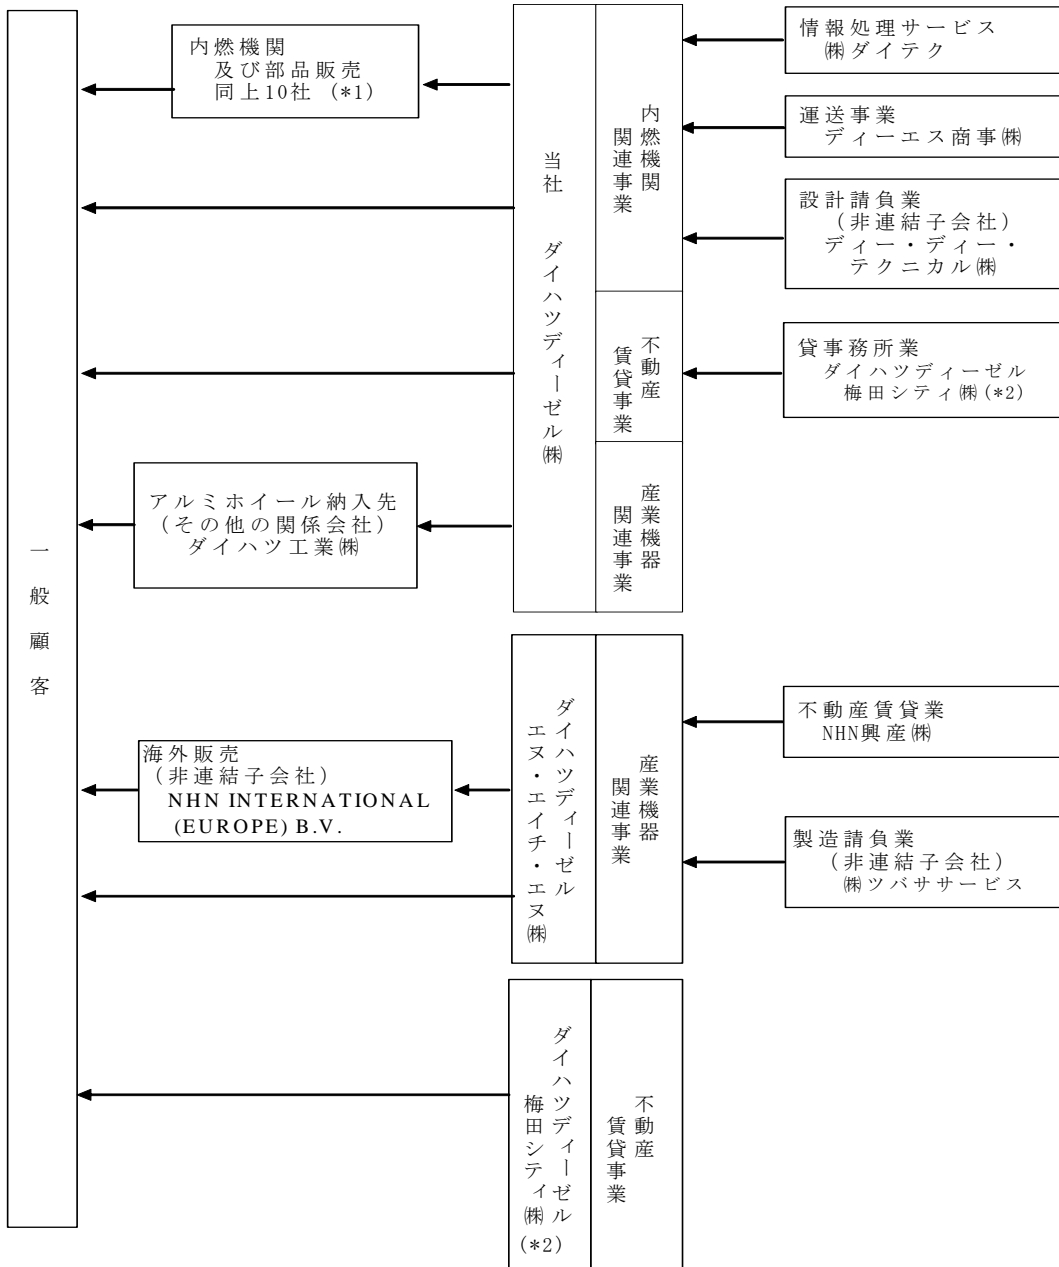 内燃機関
及び部品販売
同上10社 (*1)
情報処理サービス
㈱ダイテク
運送事業
ディーエス商事㈱
設計請負業
(非連結子会社)
ディー・ディー・
テクニカル㈱
当社 ダイハツディーゼル㈱
内燃機関
関連事業
不動産
賃貸事業
貸事務所業
ダイハツディーゼル
梅田シティ㈱(*2)
産業機器
関連事業
アルミホイール納入先
(その他の関係会社)
ダイハツ工業㈱
一般顧客
ダイハツディーゼル
エヌ・エイチ・エヌ㈱
産業機器
関連事業
不動産賃貸業
NHN興産㈱
海外販売
(非連結子会社)
NHN INTERNATIONAL
(EUROPE) B.V.
製造請負業
(非連結子会社)
㈱ツバササービス
ダイハツディーゼル
梅田シティ㈱(*2)
不動産
賃貸事業